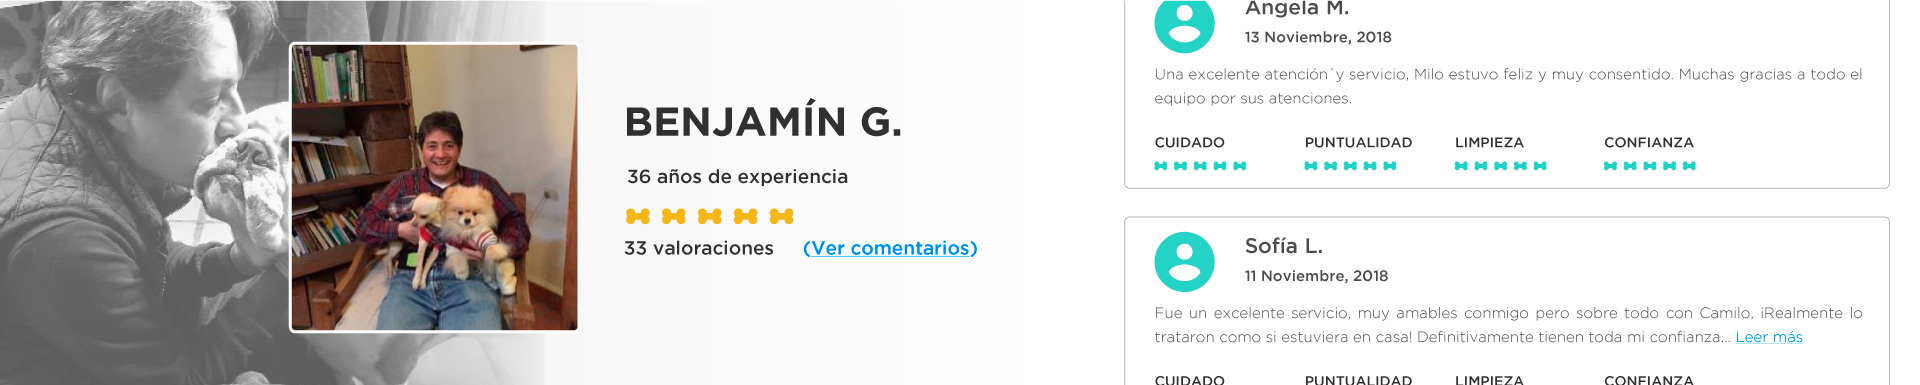 BENJAMÍN G.
36 años de experiencia
33 valoraciones (Ver comentarios)
Angela M.
13 Noviembre, 2018
Una excelente atención´y servicio, Milo estuvo feliz y muy consentido. Muchas gracias a todo el
equipo por sus atenciones.
CUIDADO PUNTUALIDAD LIMPIEZA CONFIANZA
Sofía L.
11 Noviembre, 2018
Fue un excelente servicio, muy amables conmigo pero sobre todo con Camilo, ¡Realmente lo
trataron como si estuviera en casa! Definitivamente tienen toda mi confianza... Leer más
CUIDADO PUNTUALIDAD LIMPIEZA CONFIANZA